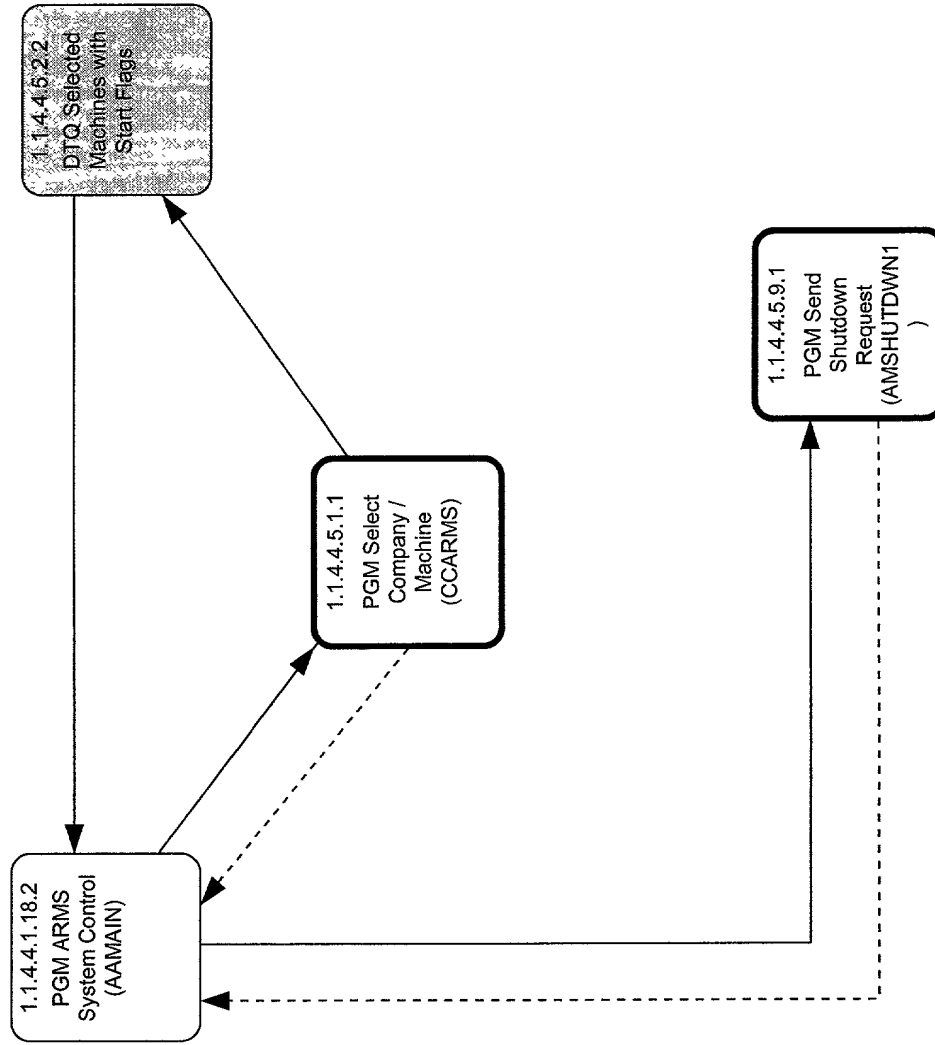 1.1.4.4.1.18.2
PGM ARMS
System Control
(AAMAIN)
1.1.4.4.5.2.2
DTQ Selected
Machines with
Start Flags
1.1.4.4.5.1.1
PGM Select
Company /
Machine
(CCARMS)
1.1.4.4.5.9.1
PGM Send
Shutdown
Request
(AMSHUTDWN1
)